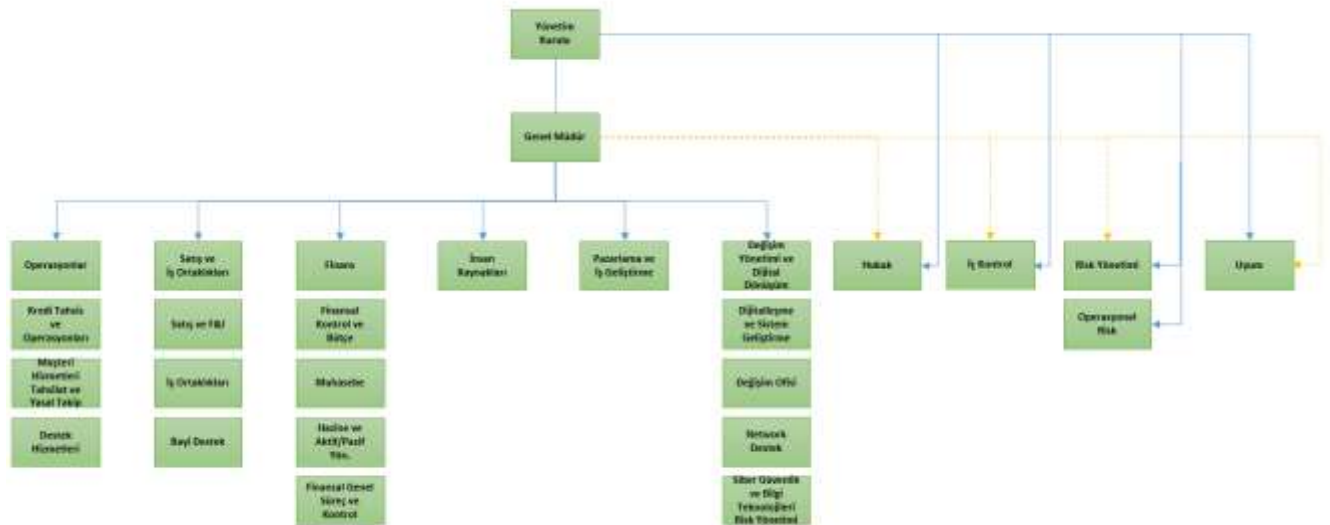 Yönetim
Kurulu
Genel Müdür
Operasyonlar
Satış ve
İş Ortaklıkları
Finans
İnsan
Kaynakları
Pazarlama ve
İş Geliştirme
Değişim
Yönetimi ve
Dijital
Dönüşüm
Hukuk
İç Kontrol
Risk Yönetimi
Uyum
Kredi Tahsis
ve
Operasyonları
Satış ve F&I
Finansal
Kontrol ve
Bütçe
Dijitalleşme
ve Sistem
Geliştirme
Operasyonel
Risk
Müşteri
Hizmetleri
Tahsilat ve
Yasal Takip
İş Ortaklıkları
Muhasebe
Değişim Ofisi
Destek
Hizmetleri
Bayi Destek
Hazine ve
Aktif/Pasif
Yön.
Network
Destek
Finansal Genel
Süreç ve
Kontrol
Siber Güvenlik
ve Bilgi
Teknolojileri
Risk Yönetimi